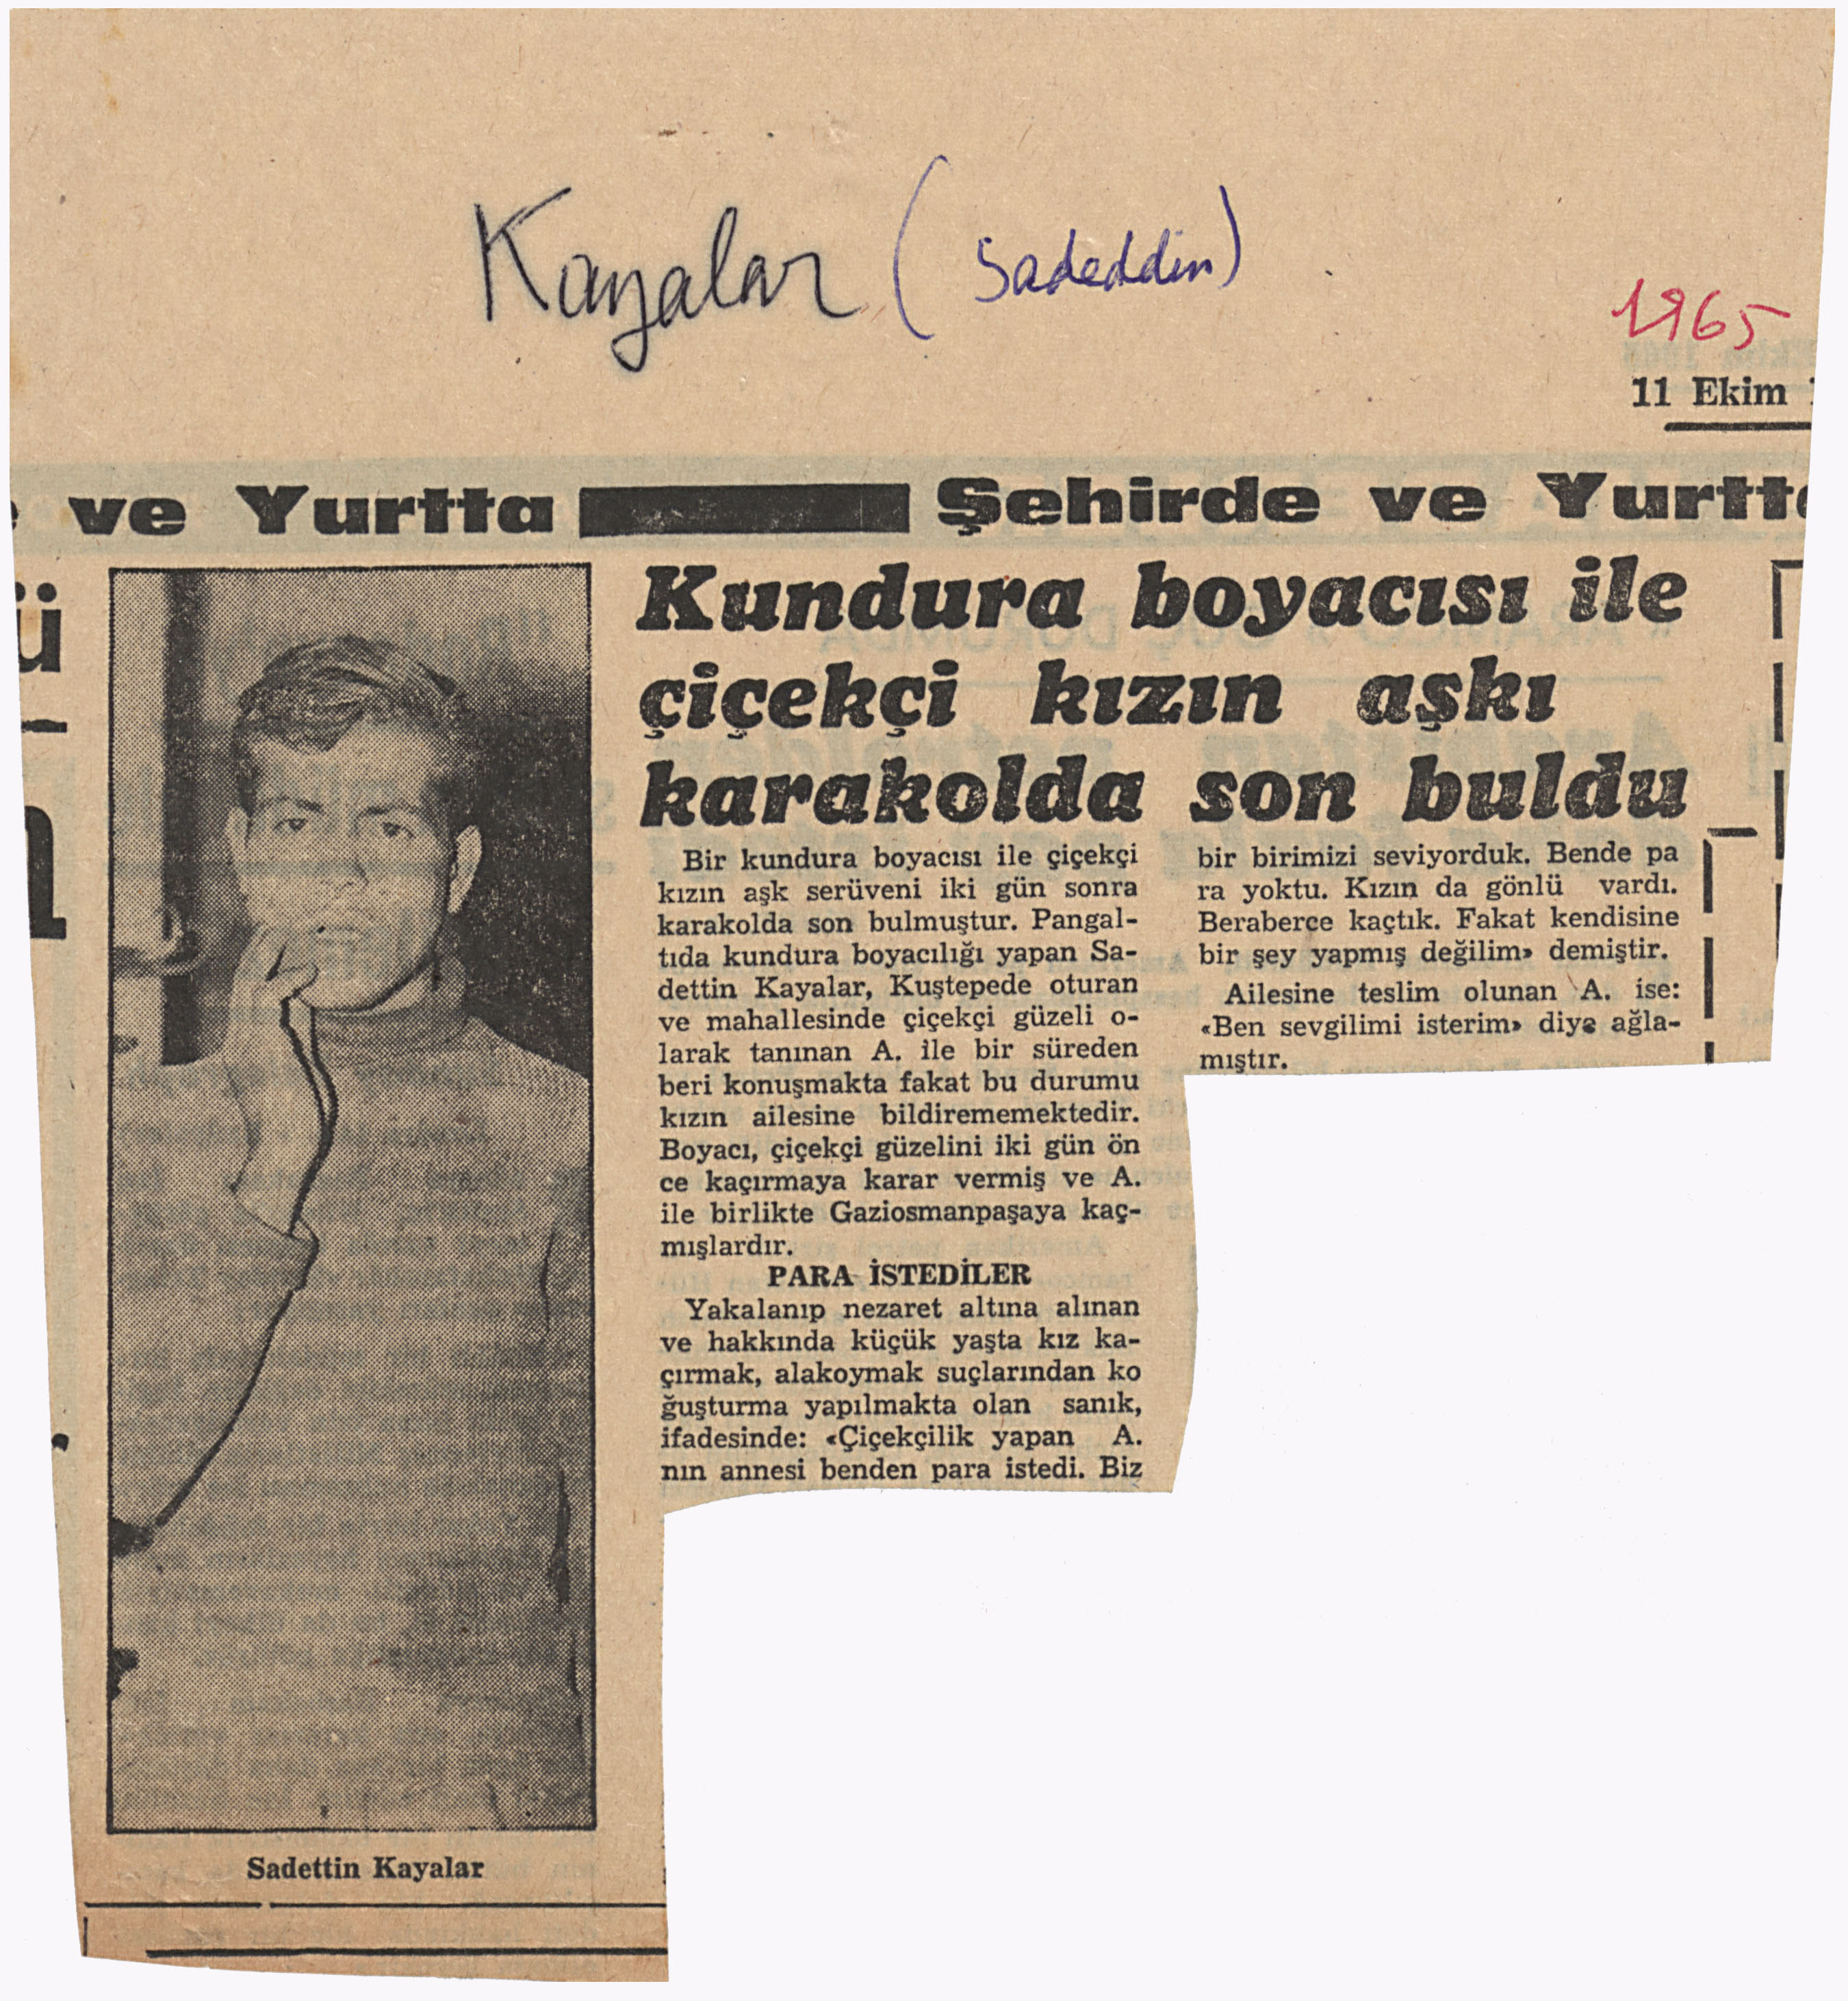 Kayalar (Sadeddin)
1965
11 Ekim
ve Yurtta Şehirde ve Yurtta
Kundura boyacısı ile
çiçekçi kızın aşkı
karakolda son buldu
Bir kundura boyacısı ile çiçekçi
kızın aşk serüveni iki gün sonra
karakolda son bulmuştur. Pangal-
tıda kundura boyacılığı yapan Sa-
dettin Kayalar, Kuştepede oturan
ve mahallesinde çiçekçi güzeli o-
larak tanınan A. ile bir süreden
beri konuşmakta fakat bu durumu
kızın ailesine bildirememektedir.
Boyacı, çiçekçi güzelini iki gün ön
ce kaçırmaya karar vermiş ve A.
ile birlikte Gaziosmanpaşaya kaç-
mışlardır.
PARA İSTEDİLER
Yakalanıp nezaret altına alınan
ve hakkında küçük yaşta kız ka-
çırmak, alakoymak suçlarından ko
ğuşturma yapılmakta olan sanık,
ifadesinde: «Çiçekçilik yapan A.
nın annesi benden para istedi. Biz
bir birimizi seviyorduk. Bende pa
ra yoktu. Kızın da gönlü vardı.
Beraberce kaçtık. Fakat kendisine
bir şey yapmış değilim» demiştir.
Ailesine teslim olunan A. ise:
«Ben sevgilimi isterim» diye ağla-
mıştır.
Sadettin Kayalar